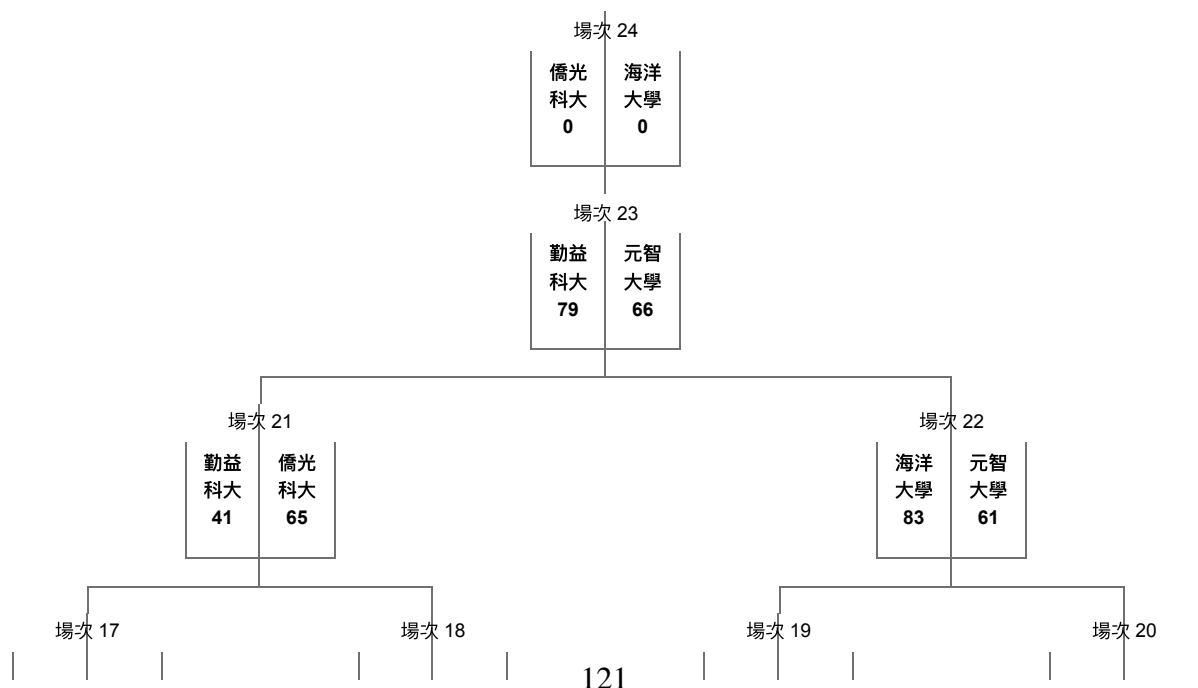 場次 24
僑光 海洋
科大 大學
0 0
場次 23
勤益 元智
科大 大學
79 66
場次 21 場次 22
勤益 僑光 海洋 元智
科大 科大 大學 大學
41 65 83 61
場次 17 場次 18 場次 19 場次 20
121